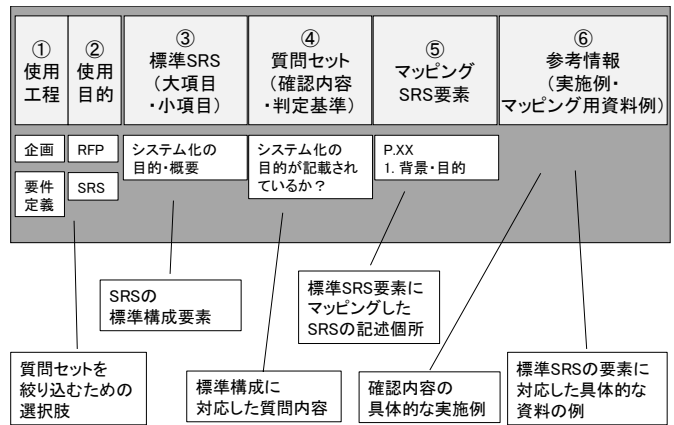 ①
使用
工程
②
使用
目的
③
標準SRS
(大項目
・小項目)
④
質問セット
(確認内容
・判定基準)
⑤
マッピング
SRS要素
⑥
参考情報
(実施例・
マッピング用資料例)
企画
RFP
システム化の
目的・概要
システム化の
目的が記載され
ているか?
P.XX
1. 背景・目的
要件
定義
SRS
SRSの
標準構成要素
標準SRS要素に
マッピングした
SRSの記述個所
質問セットを
絞り込むための
選択肢
標準構成に
対応した質問内容
確認内容の
具体的な実施例
標準SRSの要素に
対応した具体的な
資料の例